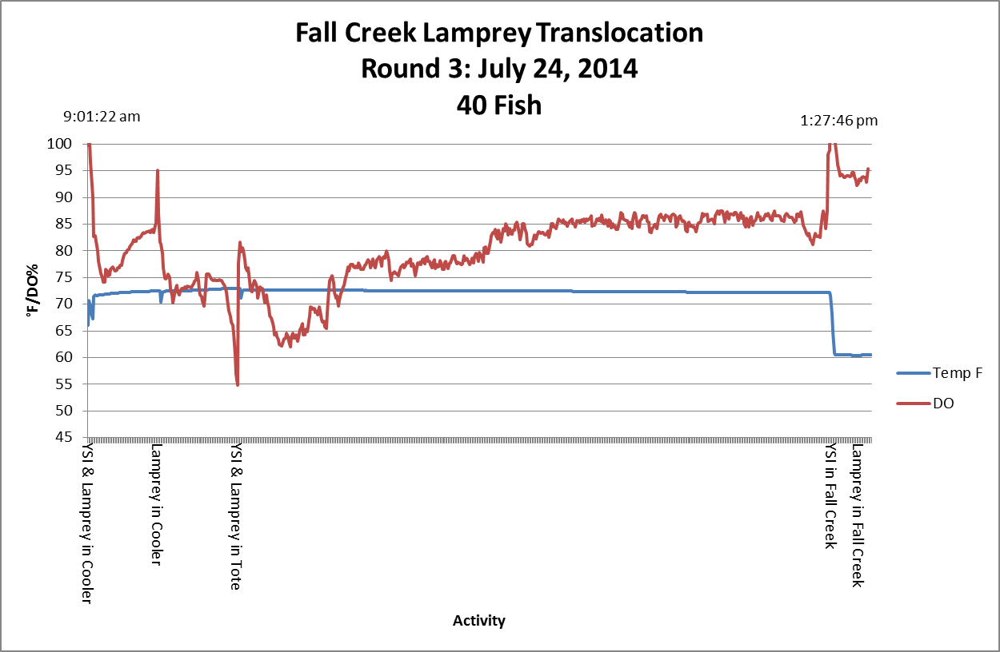 Fall Creek Lamprey Translocation
Round 3: July 24, 2014
40 Fish
9:01:22 am
1:27:46 pm
100
95
90
85
80
75
70
65
60
55
50
45
°F/DO%
Temp F
DO
YSI & Lamprey in Cooler
Lamprey in Cooler
YSI & Lamprey in Tote
YSI in Fall Creek
Lamprey in Fall Creek
Activity